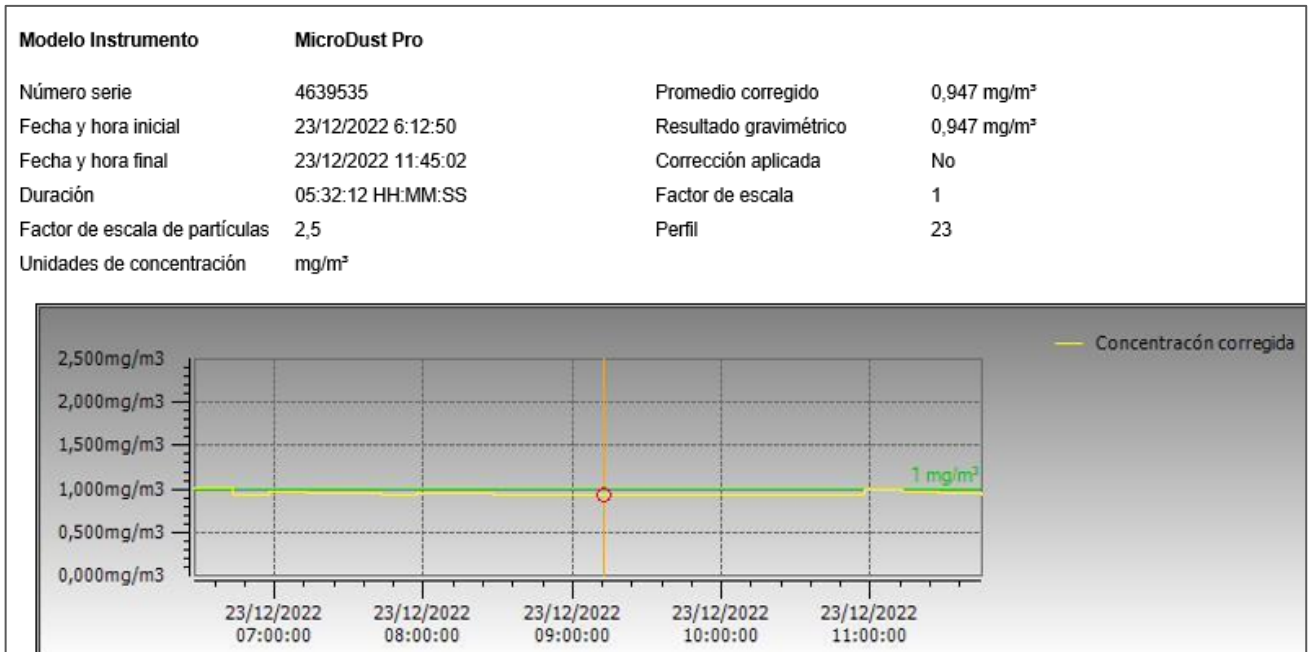 Modelo Instrumento MicroDust Pro
Número serie 4639535 Promedio corregido 0,947 mg/m³
Fecha y hora inicial 23/12/2022 6:12:50 Resultado gravimétrico 0,947 mg/m³
Fecha y hora final 23/12/2022 11:45:02 Corrección aplicada No
Duración 05:32:12 HH:MM:SS Factor de escala 1
Factor de escala de partículas 2,5 Perfil 23
Unidades de concentración mg/m³
Concentracón corregida
2,500mg/m3
2,000mg/m3
1,500mg/m3
1 mg/m³
1,000mg/m3
0,500mg/m3
0,000mg/m3
23/12/2022 23/12/2022 23/12/2022 23/12/2022 23/12/2022
07:00:00 08:00:00 09:00:00 10:00:00 11:00:00